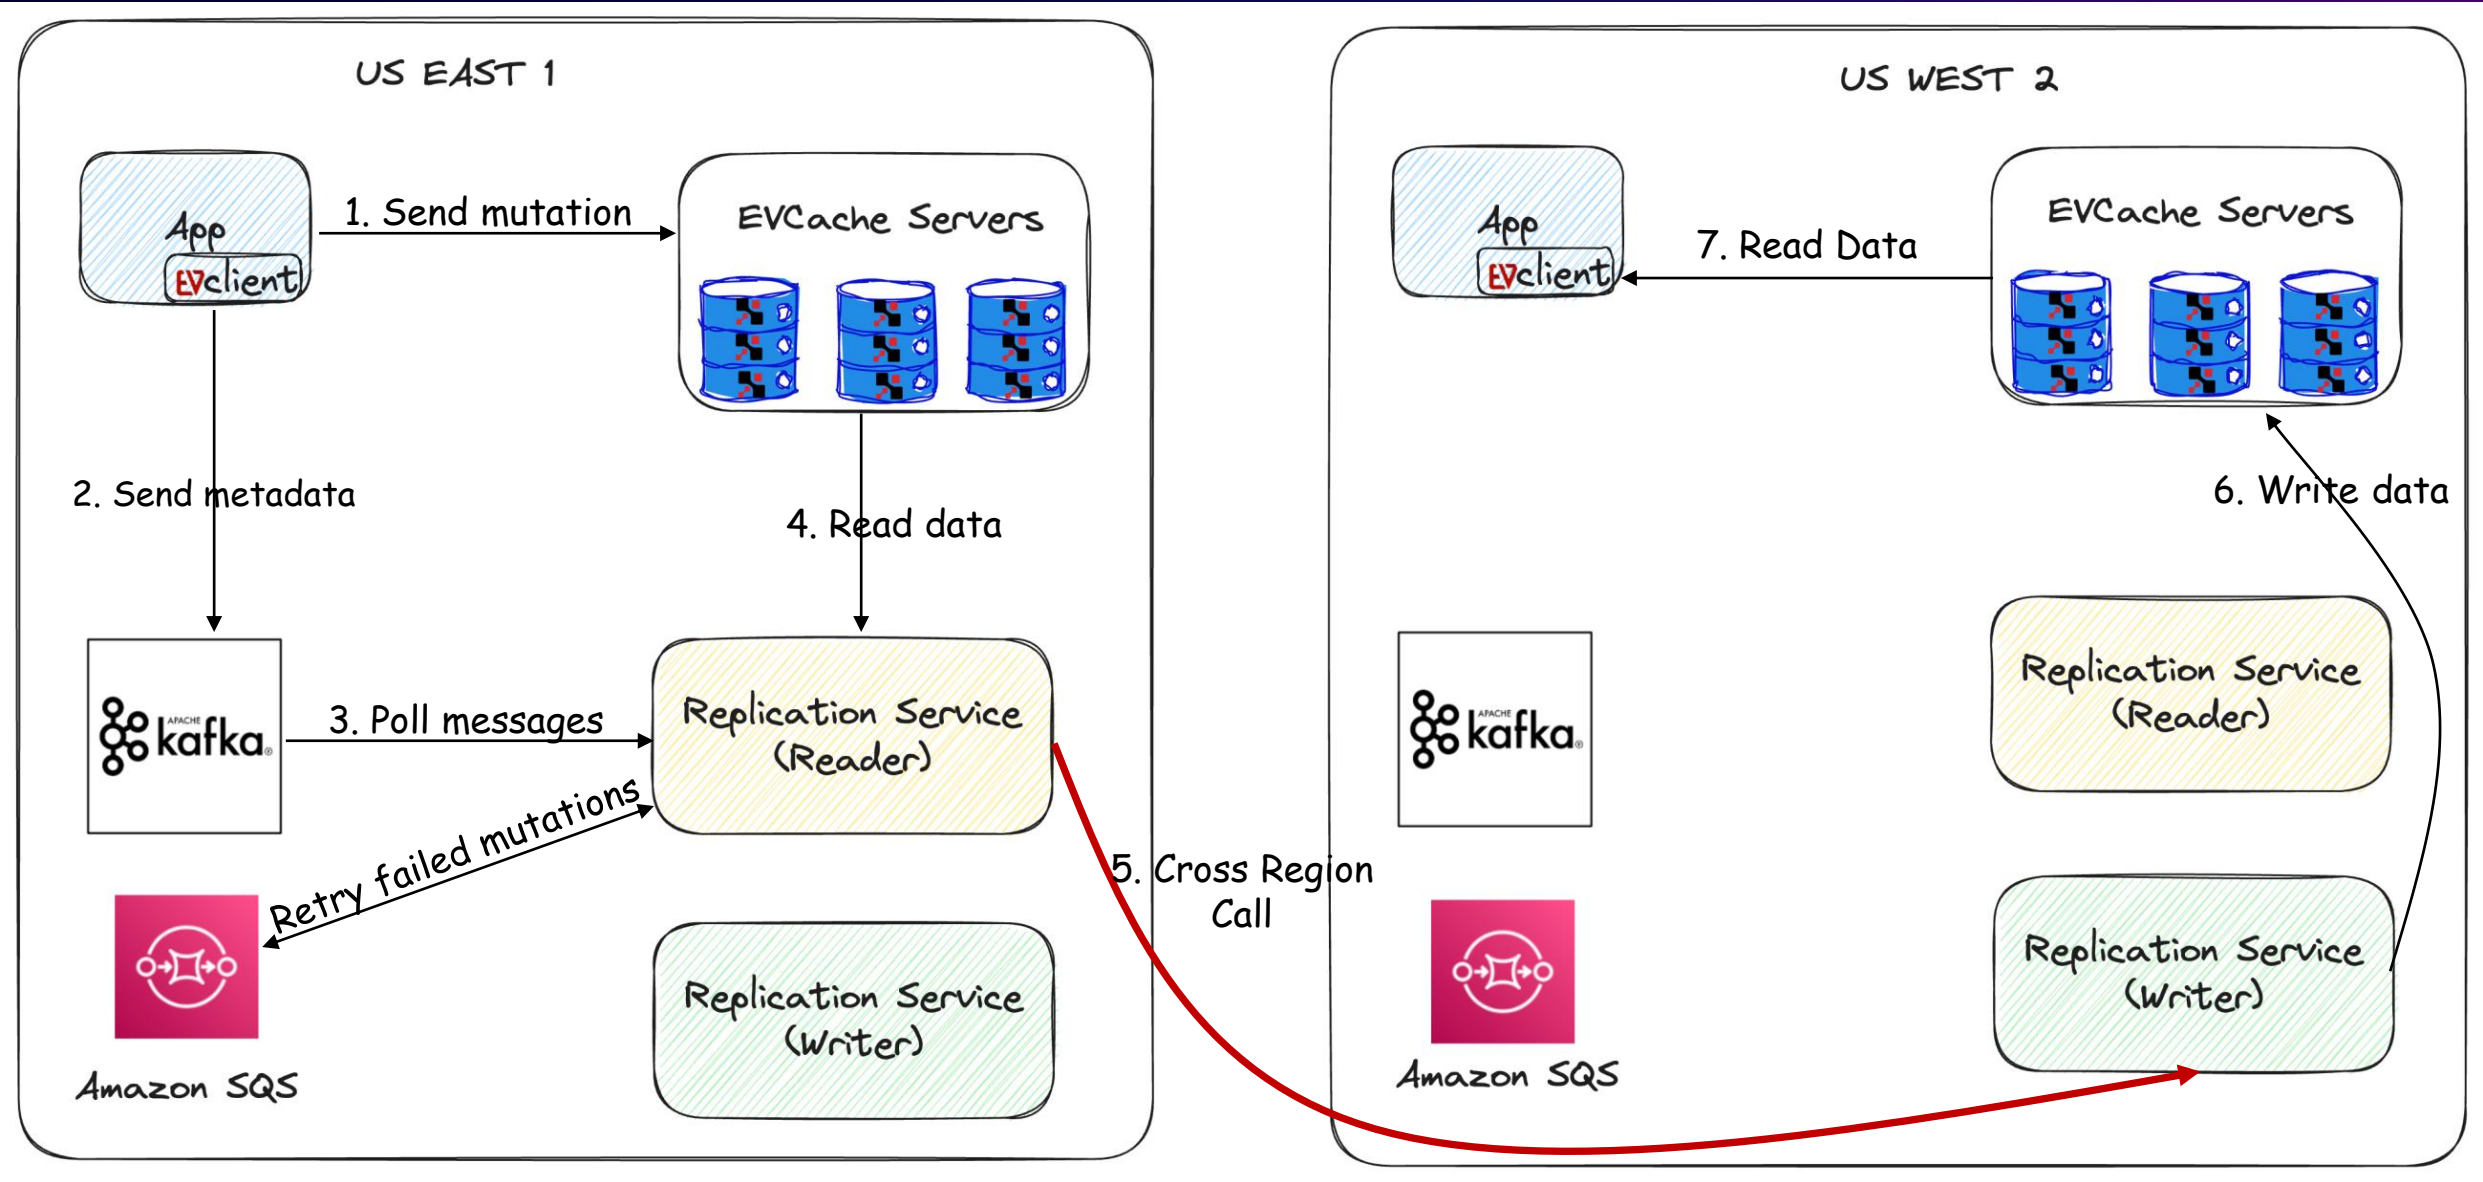 US EAST 1
App
EVclient
1. Send mutation
EVCache Servers
2. Send metadata
4. Read data
APACHE
kafka®
3. Poll messages
Replication Service
(Reader)
Retry failed mutations
Amazon SQS
Replication Service
(Writer)
5. Cross Region
Call
US WEST 2
App
EVclient
7. Read Data
EVCache Servers
6. Write data
APACHE
kafka®
Replication Service
(Reader)
Amazon SQS
Replication Service
(Writer)